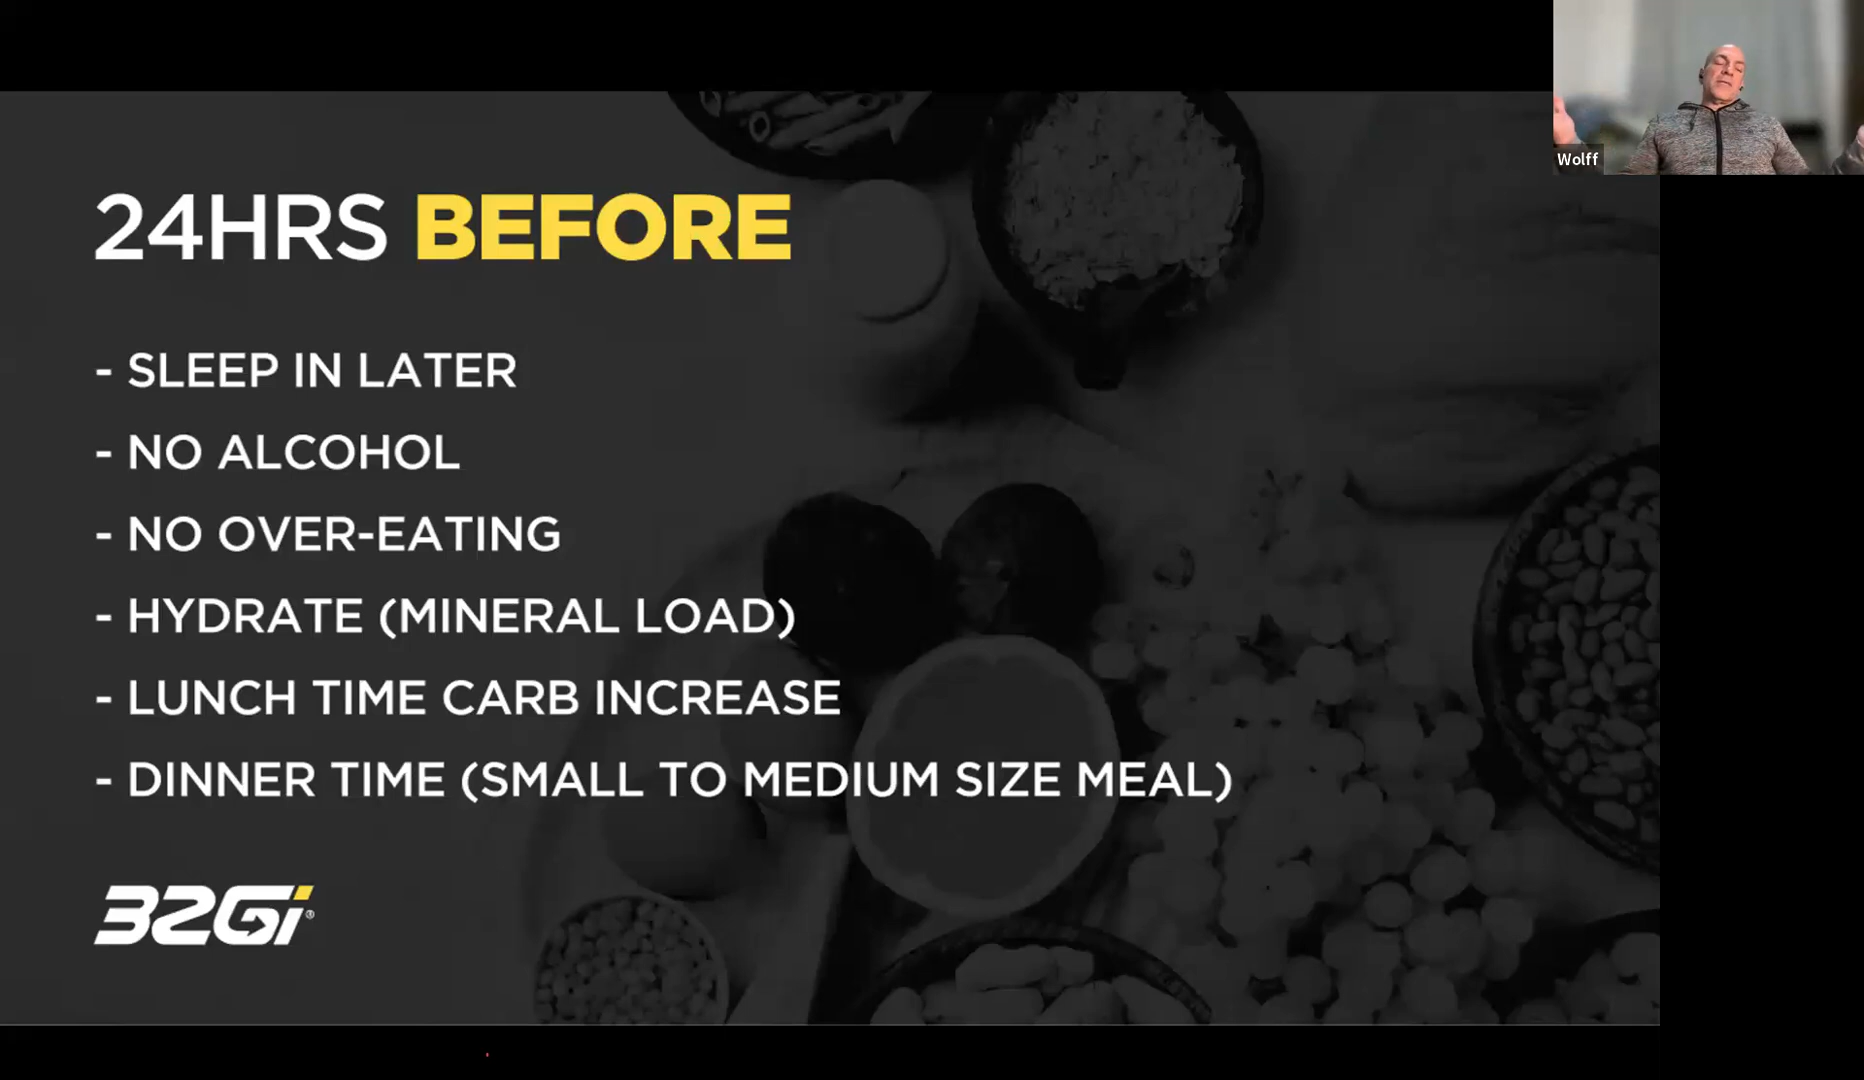 Wolff
24HRS BEFORE
- SLEEP IN LATER
- NO ALCOHOL
- NO OVER-EATING
- HYDRATE (MINERAL LOAD)
- LUNCH TIME CARB INCREASE
- DINNER TIME (SMALL TO MEDIUM SIZE MEAL)
32Gi®